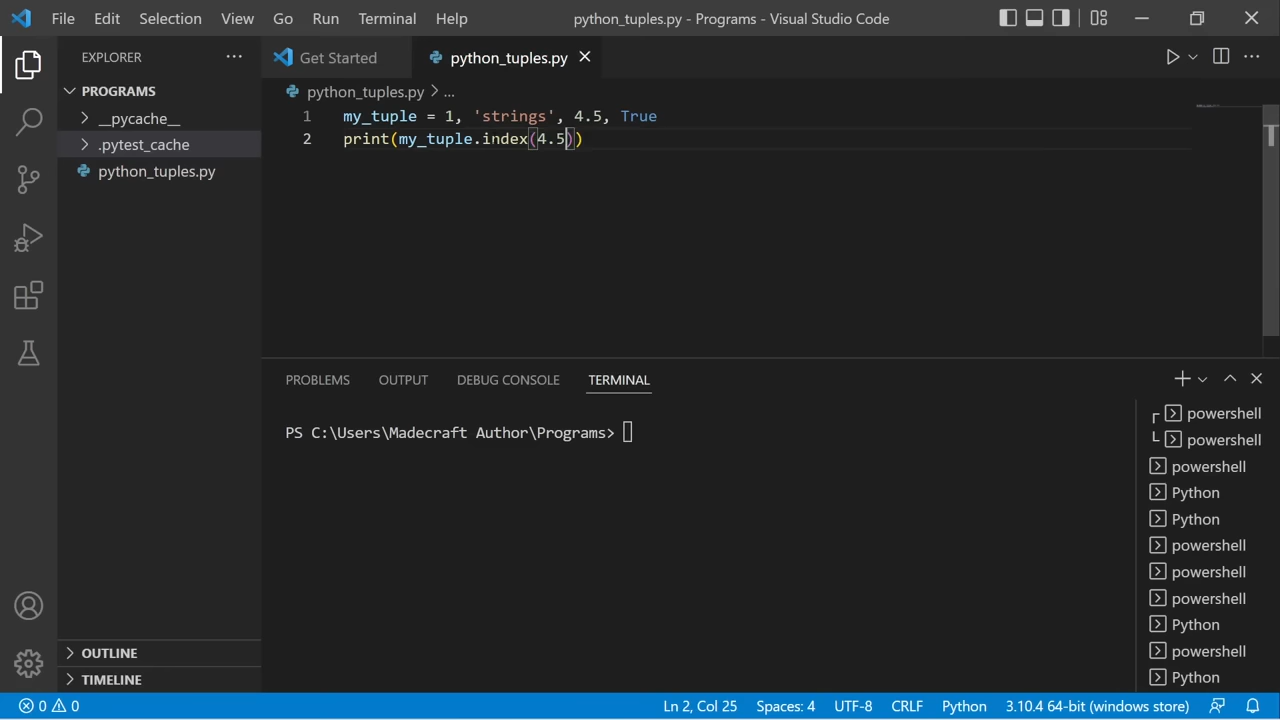 File Edit Selection View Go Run Terminal Help python_tuples.py - Programs - Visual Studio Code
EXPLORER
Get Started python_tuples.py
PROGRAMS
python_tuples.py > ...
__pycache__
.pytest_cache
python_tuples.py
1 my_tuple = 1, 'strings', 4.5, True
2 print(my_tuple.index(4.5))
PROBLEMS OUTPUT DEBUG CONSOLE TERMINAL
PS C:\Users\Madecraft Author\Programs>
powershell
powershell
powershell
Python
Python
powershell
powershell
powershell
Python
powershell
Python
OUTLINE
TIMELINE
0 0 Ln 2, Col 25 Spaces: 4 UTF-8 CRLF Python 3.10.4 64-bit (windows store)